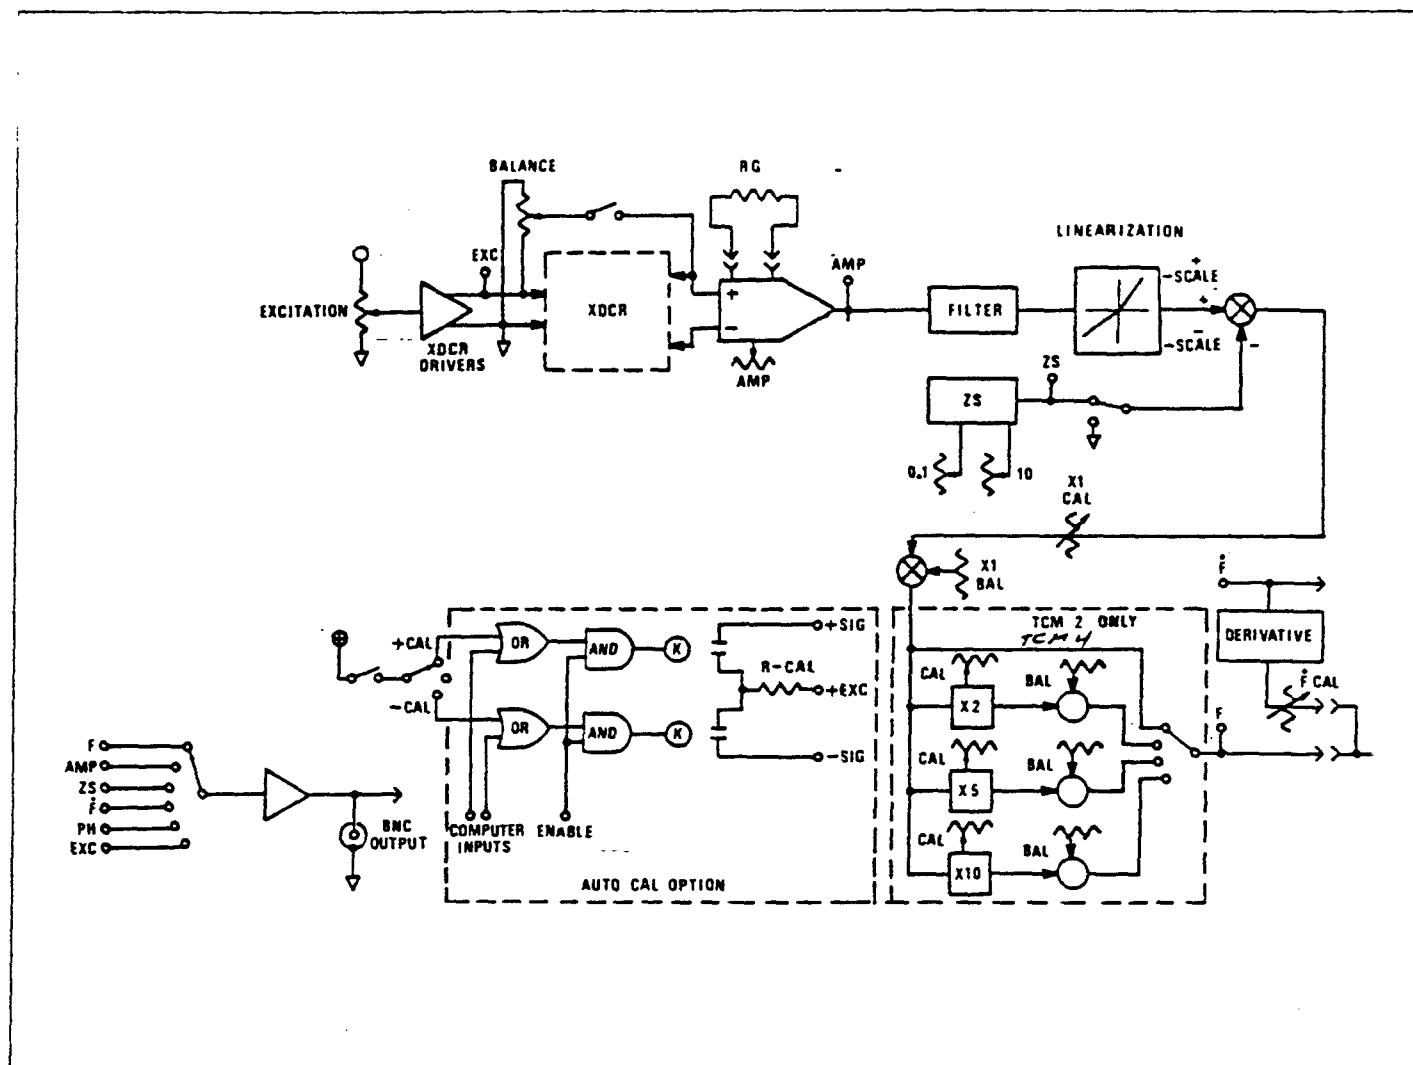 BALANCE
RG
LINEARIZATION
EXC
AMP
+
-SCALE
EXCITATION
XDCR
+
-
FILTER
+
-
-SCALE
-
XDCR
DRIVERS
AMP
ZS
ZS
0.1
10
X1
CAL
X1
BAL
Ḟ
DERIVATIVE
Ḟ CAL
F
TCM 2 ONLY
TCM 4
CAL
BAL
X2
CAL
BAL
X5
CAL
BAL
X10
+CAL
OR
AND
K
+SIG
R-CAL
+EXC
-CAL
OR
AND
K
-SIG
COMPUTER
INPUTS
ENABLE
AUTO CAL OPTION
F
AMP
ZS
Ḟ
PH
EXC
BNC
OUTPUT